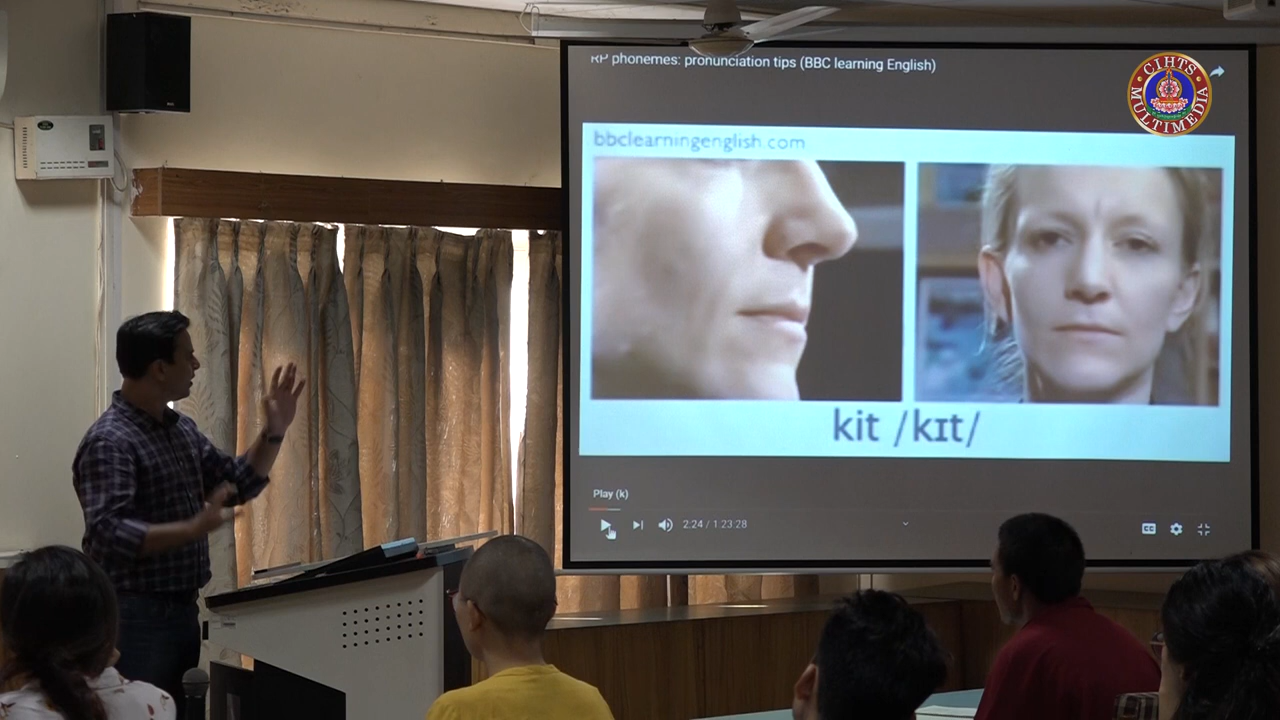 RP phonemes: pronunciation tips (BBC learning English)
CIHTS
MULTIMEDIA
bbclearningenglish.com
kit /kɪt/
Play (k)
2:24 / 1:23:28
CC